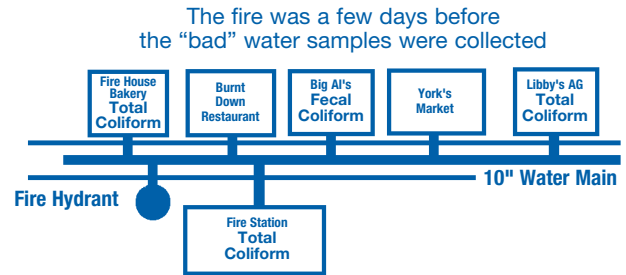 The fire was a few days before
the “bad” water samples were collected
Fire House
Bakery
Total
Coliform
Burnt
Down
Restaurant
Big Al's
Fecal
Coliform
York's
Market
Libby's AG
Total
Coliform
10" Water Main
Fire Hydrant
Fire Station
Total
Coliform